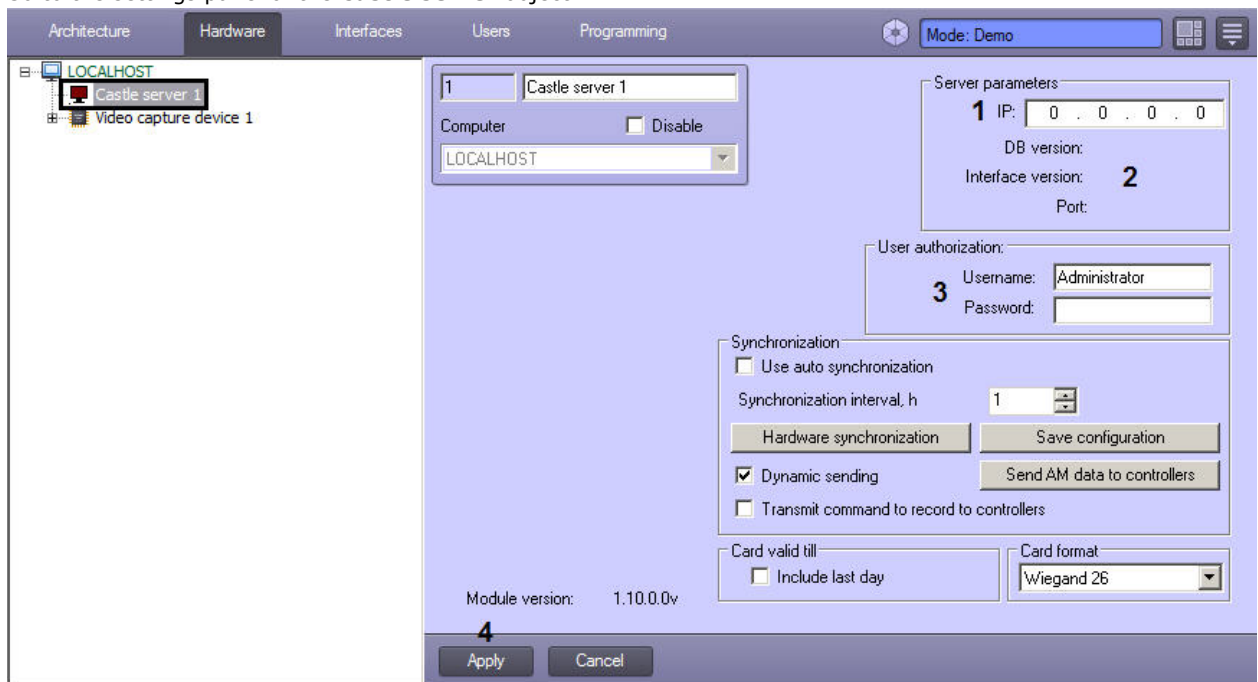 Architecture Hardware Interfaces Users Programming Mode: Demo
LOCALHOST
Castle server 1
Video capture device 1
1 Castle server 1
Computer Disable
LOCALHOST
Server parameters
1 IP: 0 . 0 . 0 . 0
DB version:
Interface version: 2
Port:
User authorization:
Username: Administrator
3
Password:
Synchronization
Use auto synchronization
Synchronization interval, h 1
Hardware synchronization Save configuration
Dynamic sending Send AM data to controllers
Transmit command to record to controllers
Card valid till Card format
Include last day Wiegand 26
Module version: 1.10.0.0v
4
Apply Cancel